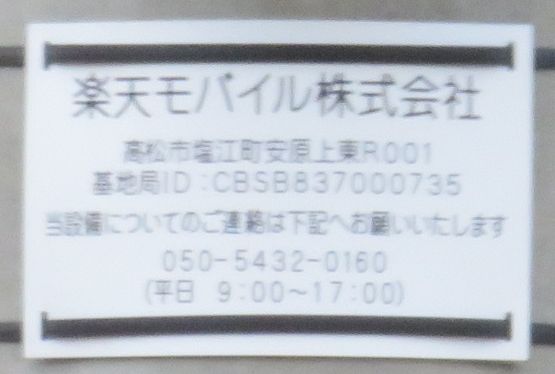 楽天モバイル株式会社
高松市塩江町安原上東R001
基地局ID:CBSB837000735
当設備についてのご連絡は下記へお願いいたします
050-5432-0160
(平日 9:00～17:00)